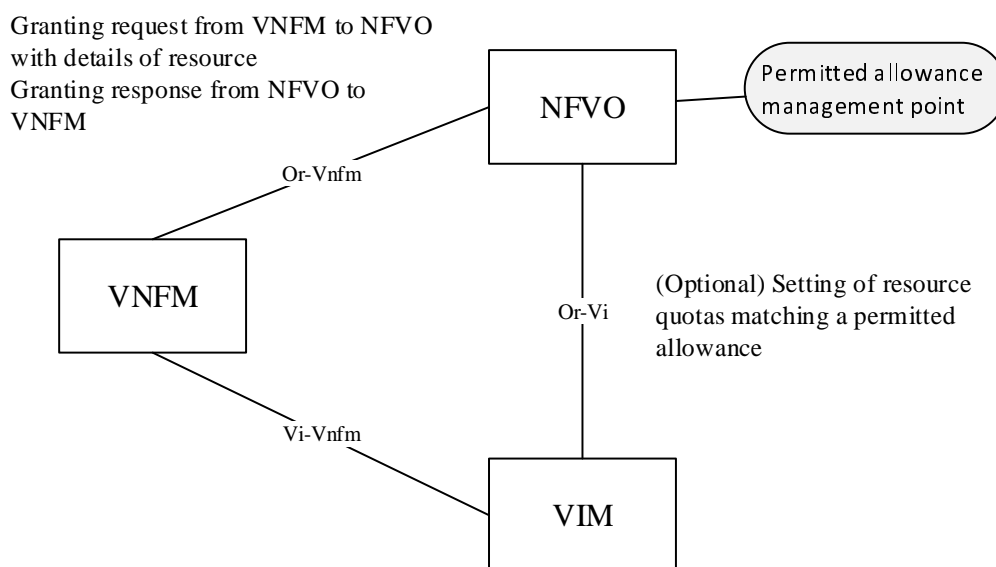 Granting request from VNFM to NFVO
with details of resource
Granting response from NFVO to
VNFM
NFVO
Permitted allowance
management point
Or-Vnfm
VNFM
(Optional) Setting of resource
quotas matching a permitted
allowance
Or-Vi
Vi-Vnfm
VIM